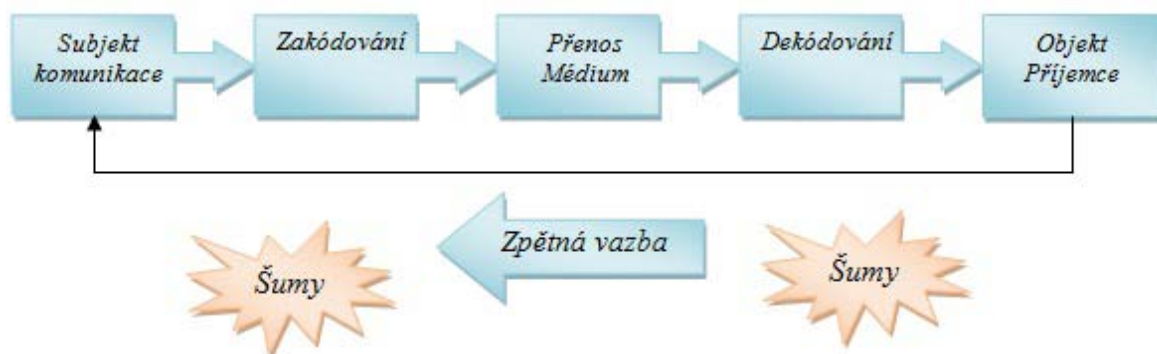 Subjekt
komunikace
Zakódování
Přenos
Médium
Dekódování
Objekt
Příjemce
Zpětná vazba
Šumy
Šumy